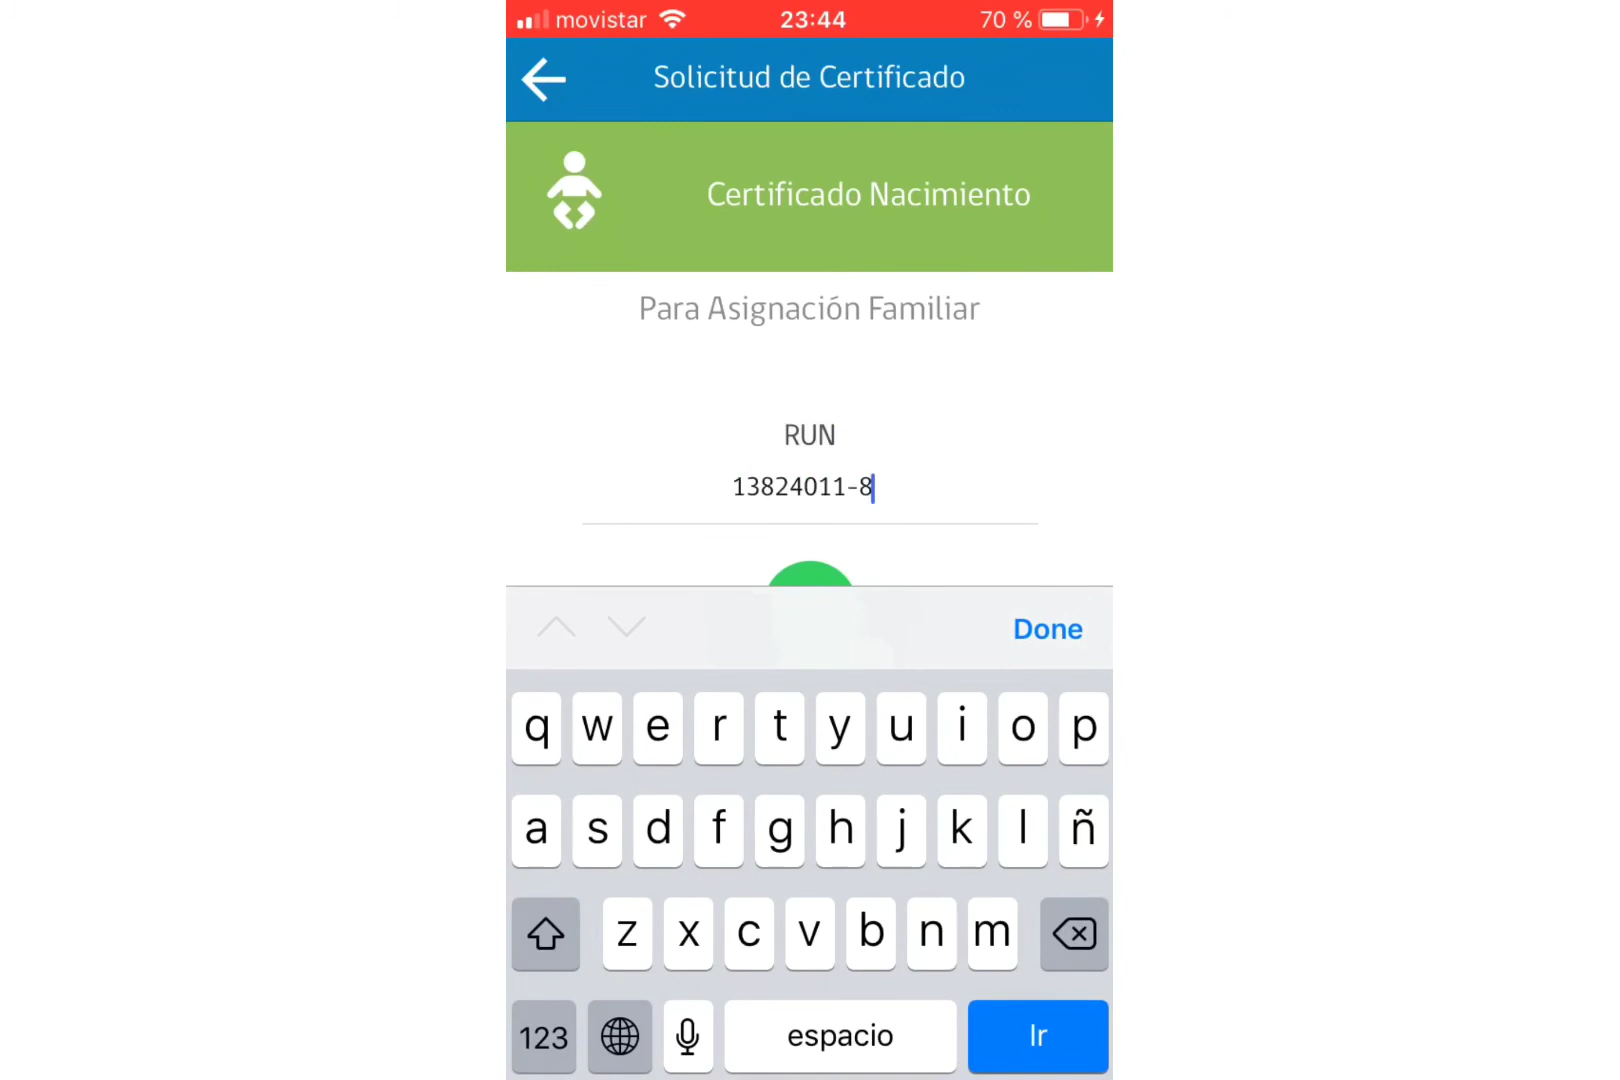 movistar 23:44 70 %
Solicitud de Certificado
Certificado Nacimiento
Para Asignación Familiar
RUN
13824011-8
Done
q w e r t y u i o p
a s d f g h j k l ñ
z x c v b n m
123 espacio Ir